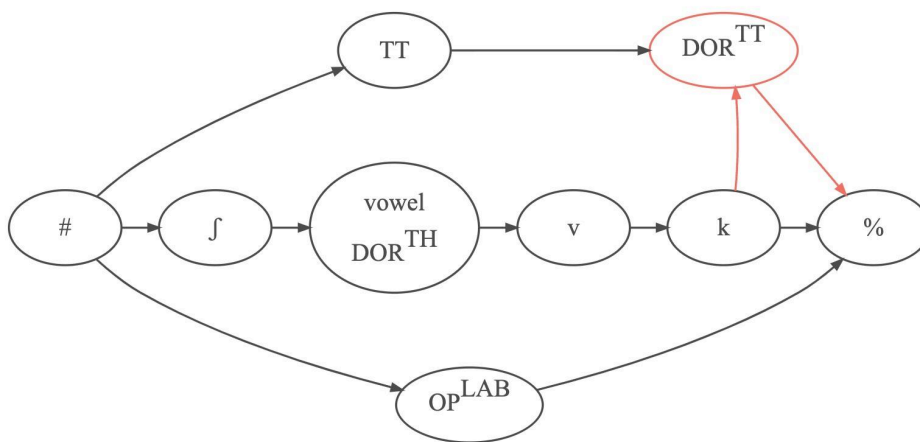 TT
DOR^TT
#
ʃ
vowel
DOR^TH
v
k
%
OP^LAB